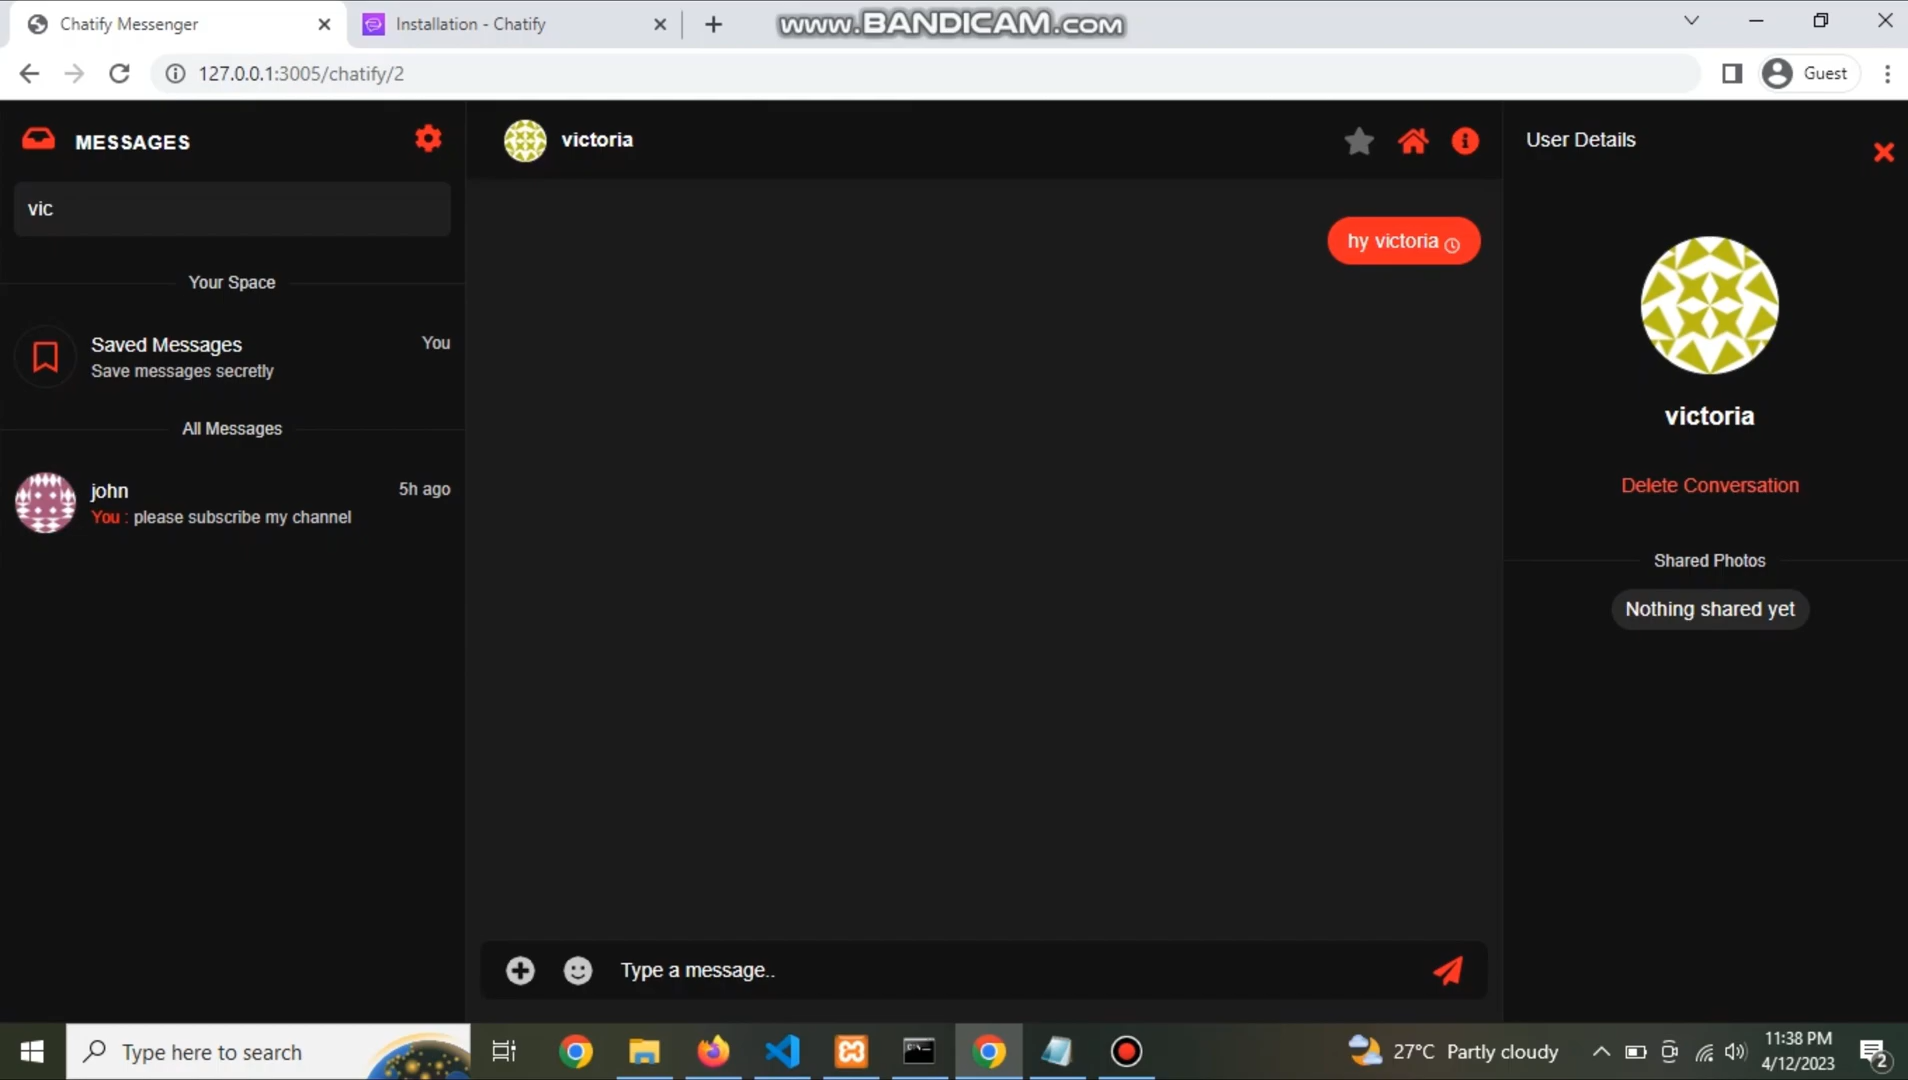 Chatify Messenger
Installation - Chatify
www.BANDICAM.com
127.0.0.1:3005/chatify/2
Guest
MESSAGES
vic
Your Space
Saved Messages
You
Save messages secretly
All Messages
john
5h ago
You : please subscribe my channel
victoria
hy victoria
Type a message..
User Details
victoria
Delete Conversation
Shared Photos
Nothing shared yet
Type here to search
27°C Partly cloudy
11:38 PM
4/12/2023
2